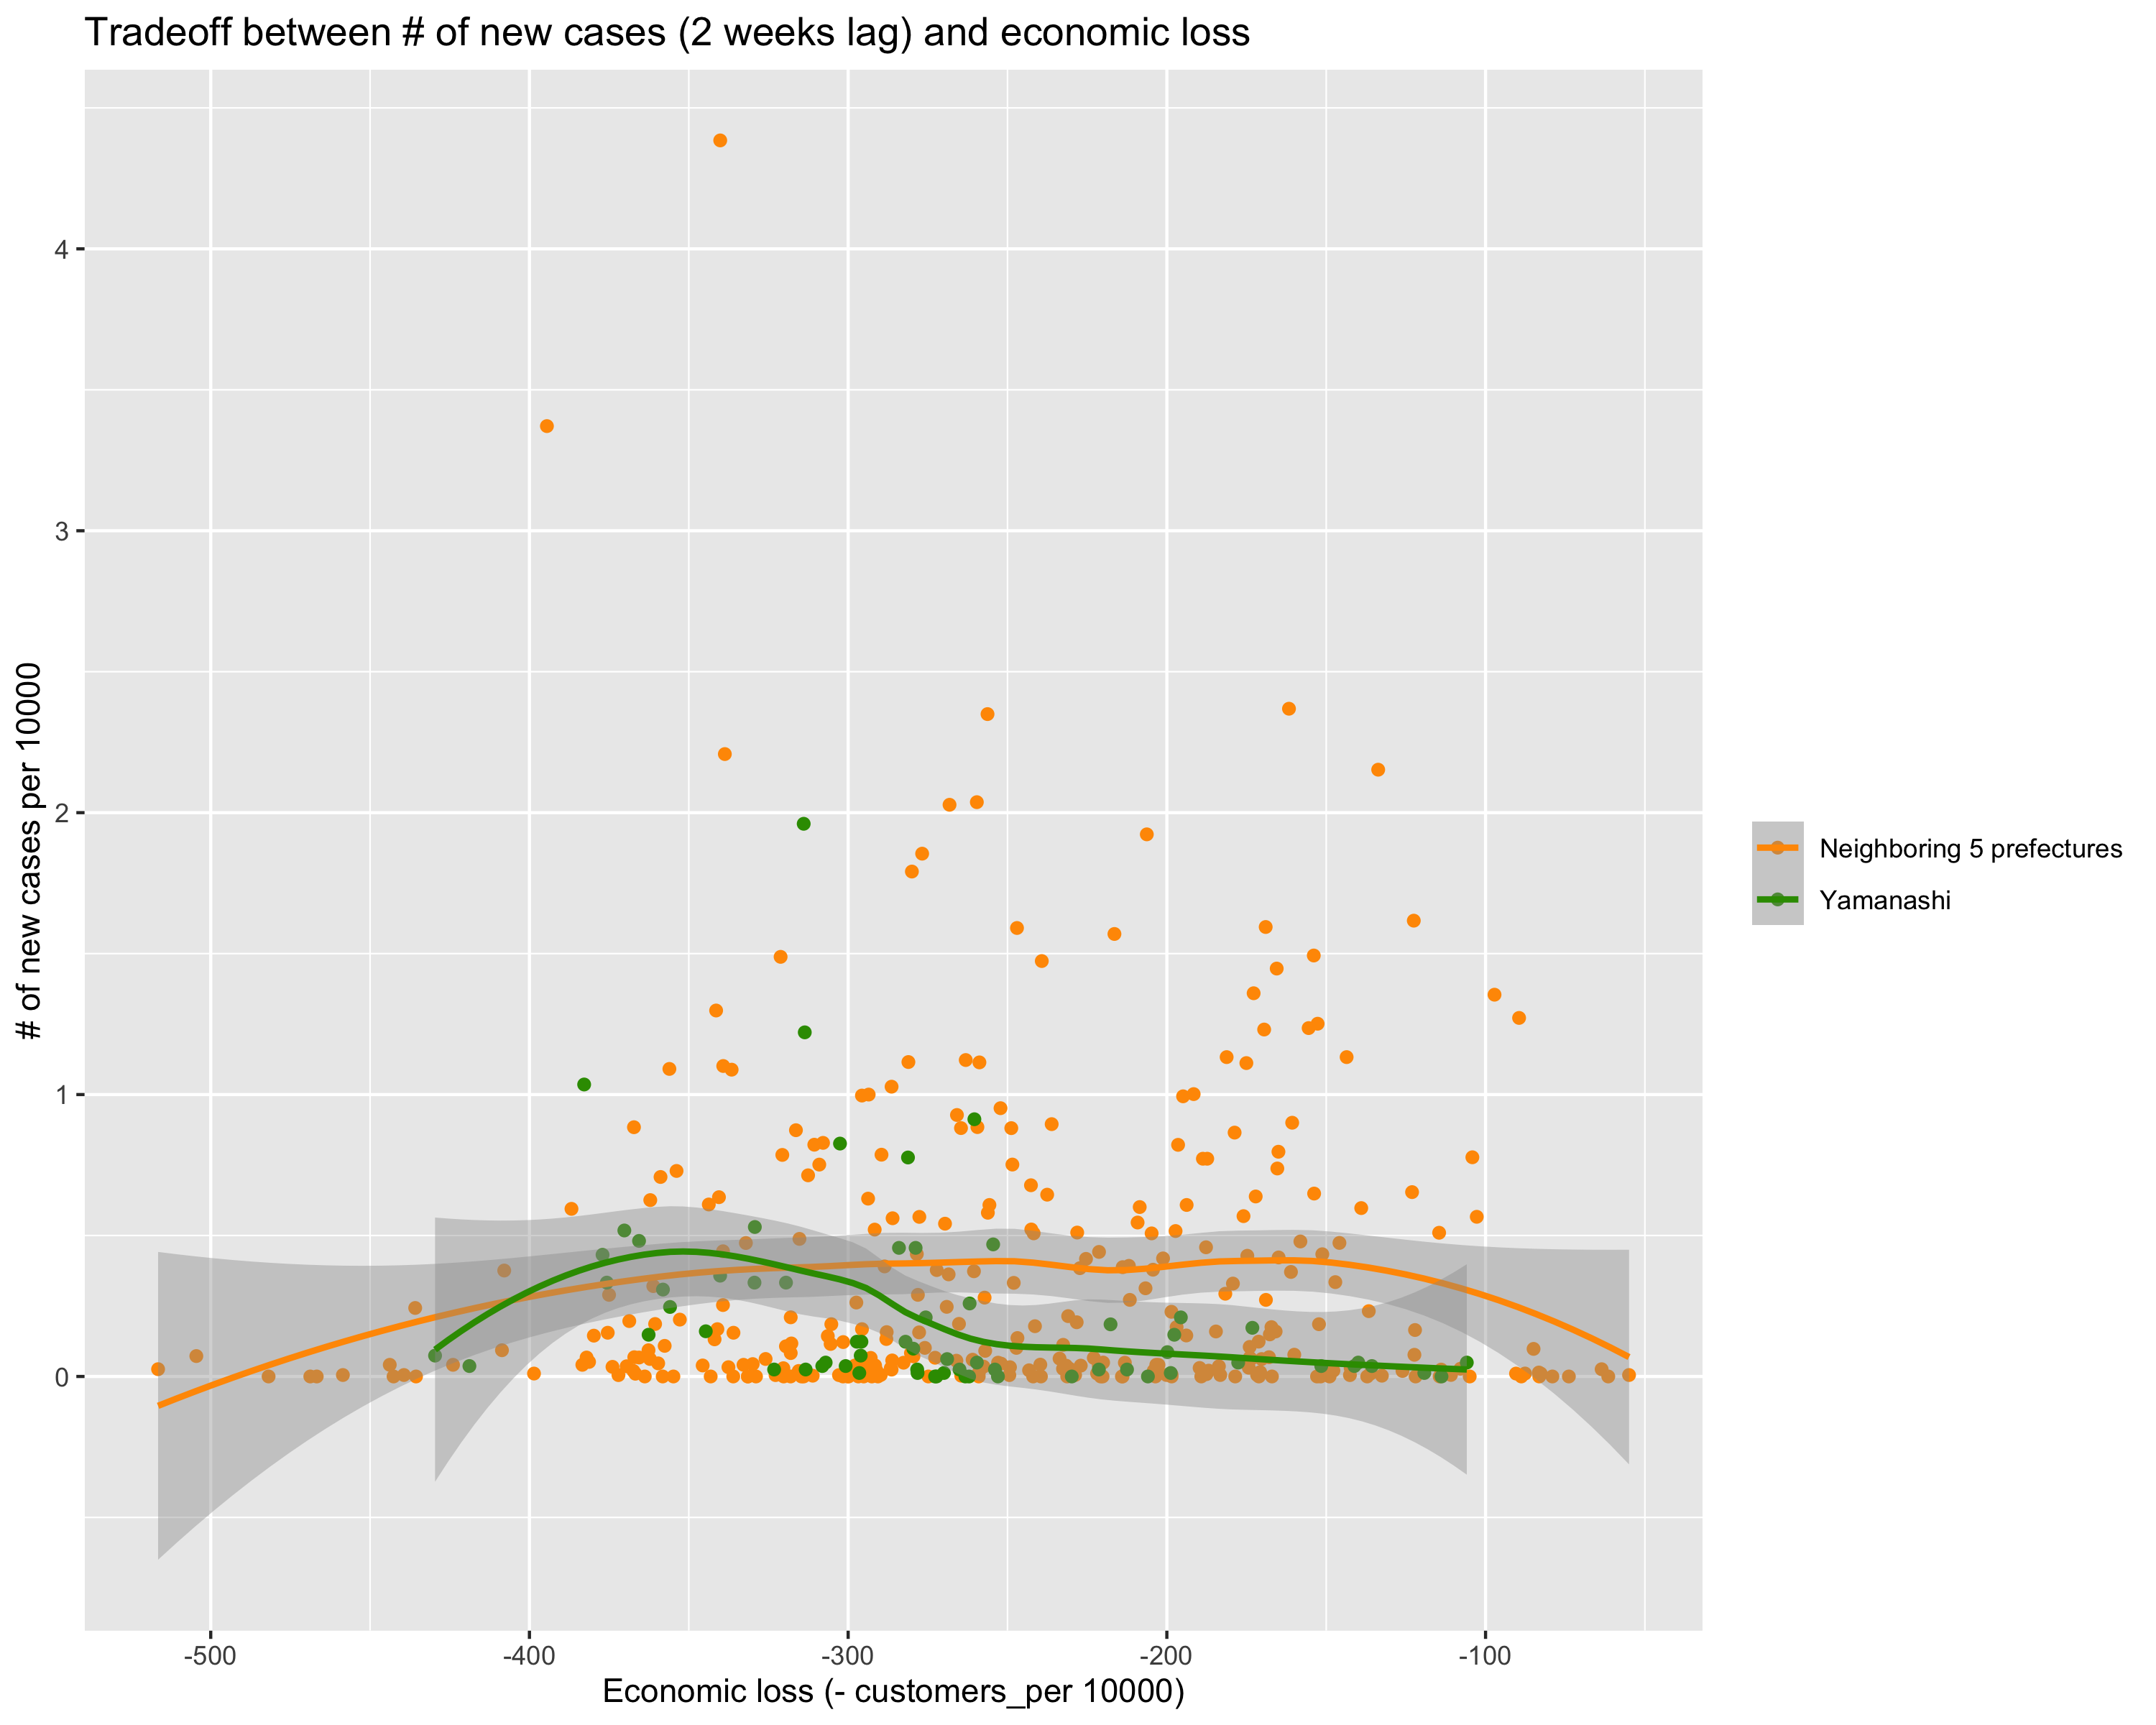 Tradeoff between # of new cases (2 weeks lag) and economic loss
# of new cases per 10000
4
3
2
1
0
-500
-400
-300
-200
-100
Economic loss (- customers_per 10000)
Neighboring 5 prefectures
Yamanashi